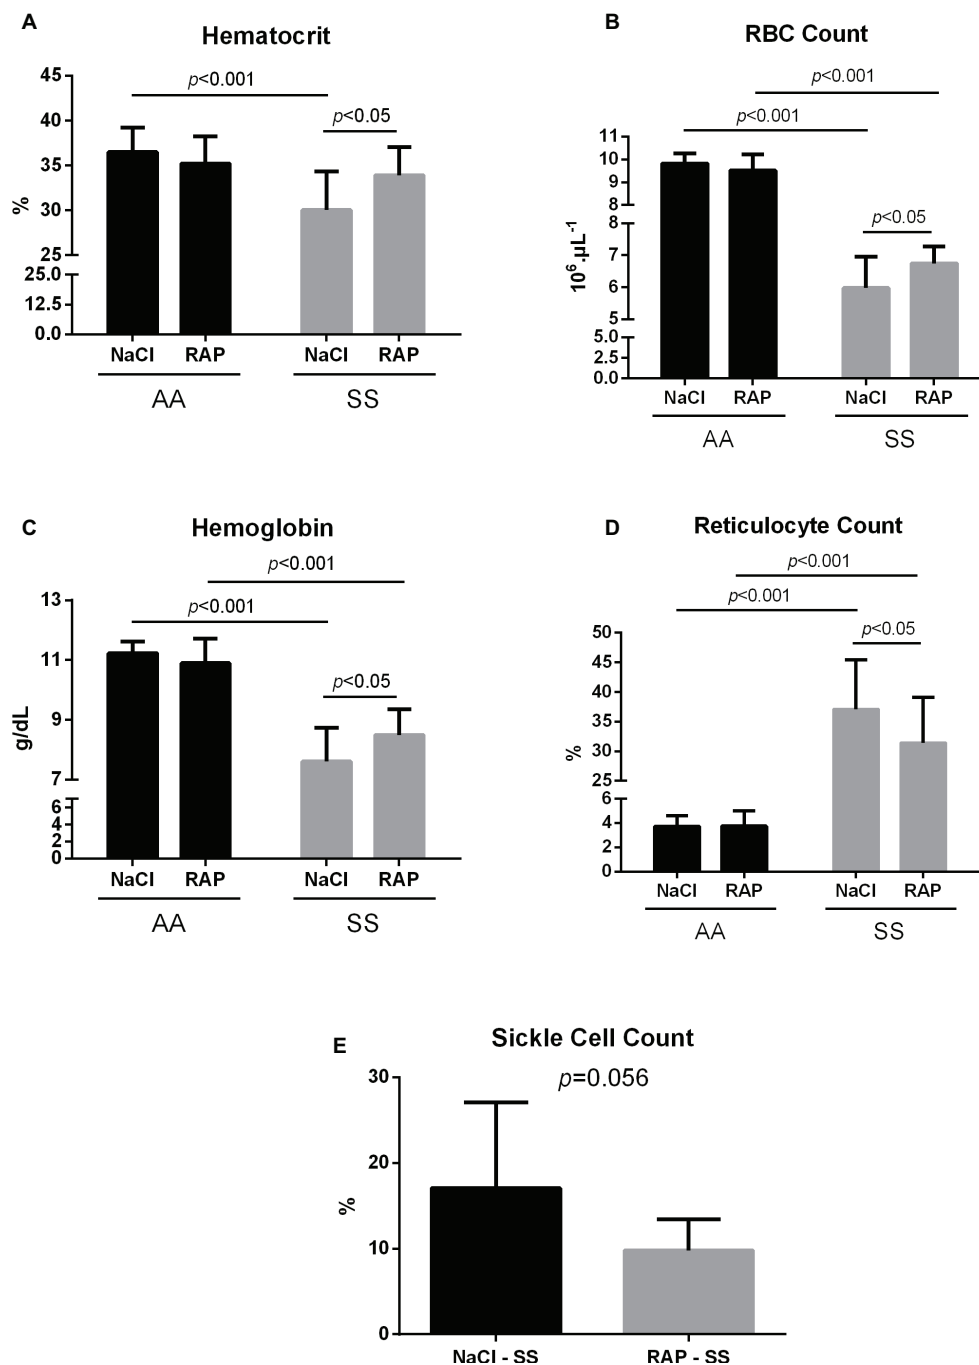 A
Hematocrit
p<0.001
p<0.05
45
40
35
30
25
25.0
12.5
0.0
%
NaCl RAP NaCl RAP
AA SS
B
RBC Count
p<0.001
p<0.001
p<0.05
11
10
9
8
8
7
6
5
5.0
2.5
0.0
10⁶.µL⁻¹
NaCl RAP NaCl RAP
AA SS
C
Hemoglobin
p<0.001
p<0.001
p<0.05
13
11
9
7
6
4
2
0
g/dL
NaCl RAP NaCl RAP
AA SS
D
Reticulocyte Count
p<0.001
p<0.001
p<0.05
50
45
40
35
30
25
6
4
2
0
%
NaCl RAP NaCl RAP
AA SS
E
Sickle Cell Count
p=0.056
30
20
10
0
%
NaCl - SS RAP - SS